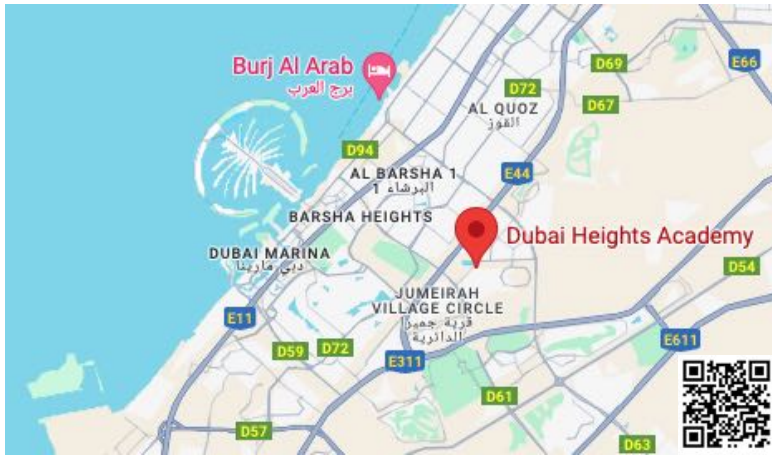 D69
E66
Burj Al Arab
برج العرب
D72
D67
AL QUOZ
القوز
D94
AL BARSHA 1
البرشاء 1
E44
BARSHA HEIGHTS
Dubai Heights Academy
DUBAI MARINA
دبي مارينا
D54
JUMEIRAH
VILLAGE CIRCLE
قرية جميرا
الدائرية
E11
E611
D59
D72
E311
D61
D57
D63